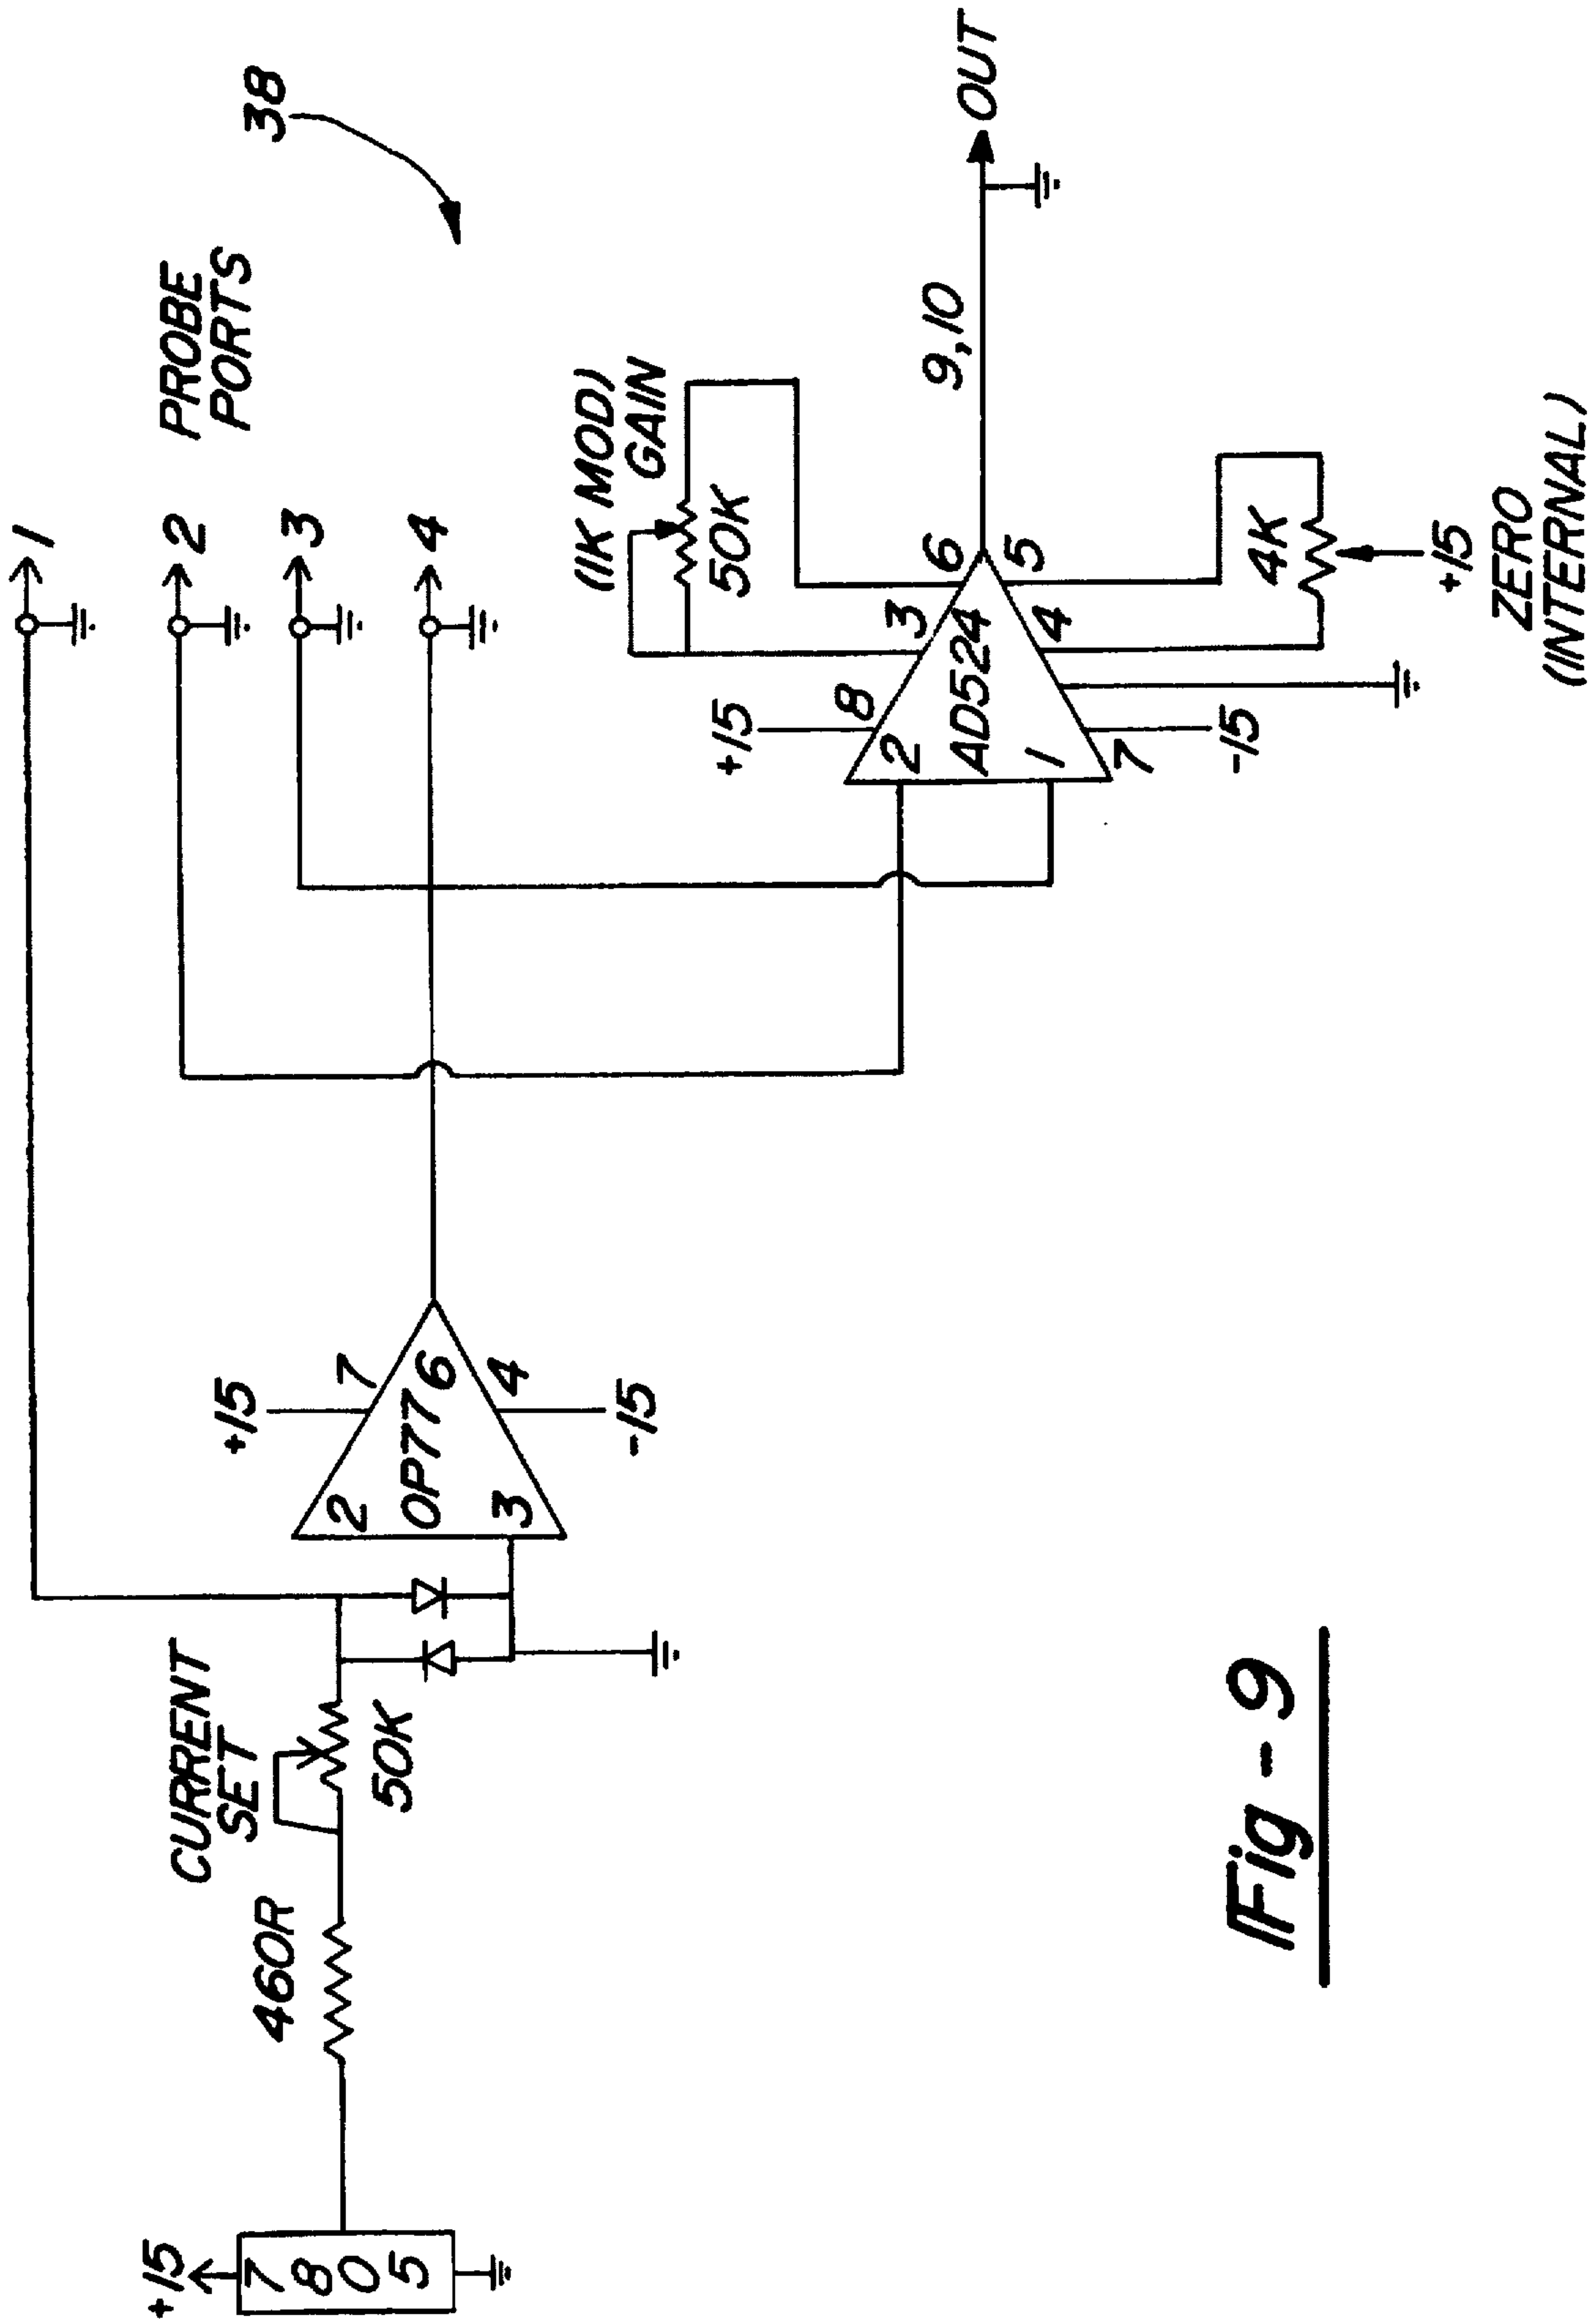 38
1
PROBE
PORTS
2
3
4
+15
7805
460R
CURRENT
SET
50K
+15
7
2
OP77
6
3
4
-15
(1K MOD)
GAIN
50K
+15
8
3
6
2
AD524
1
7
4
5
-15
9,10
OUT
4K
+15
ZERO
(INTERNAL)
Fig - 9